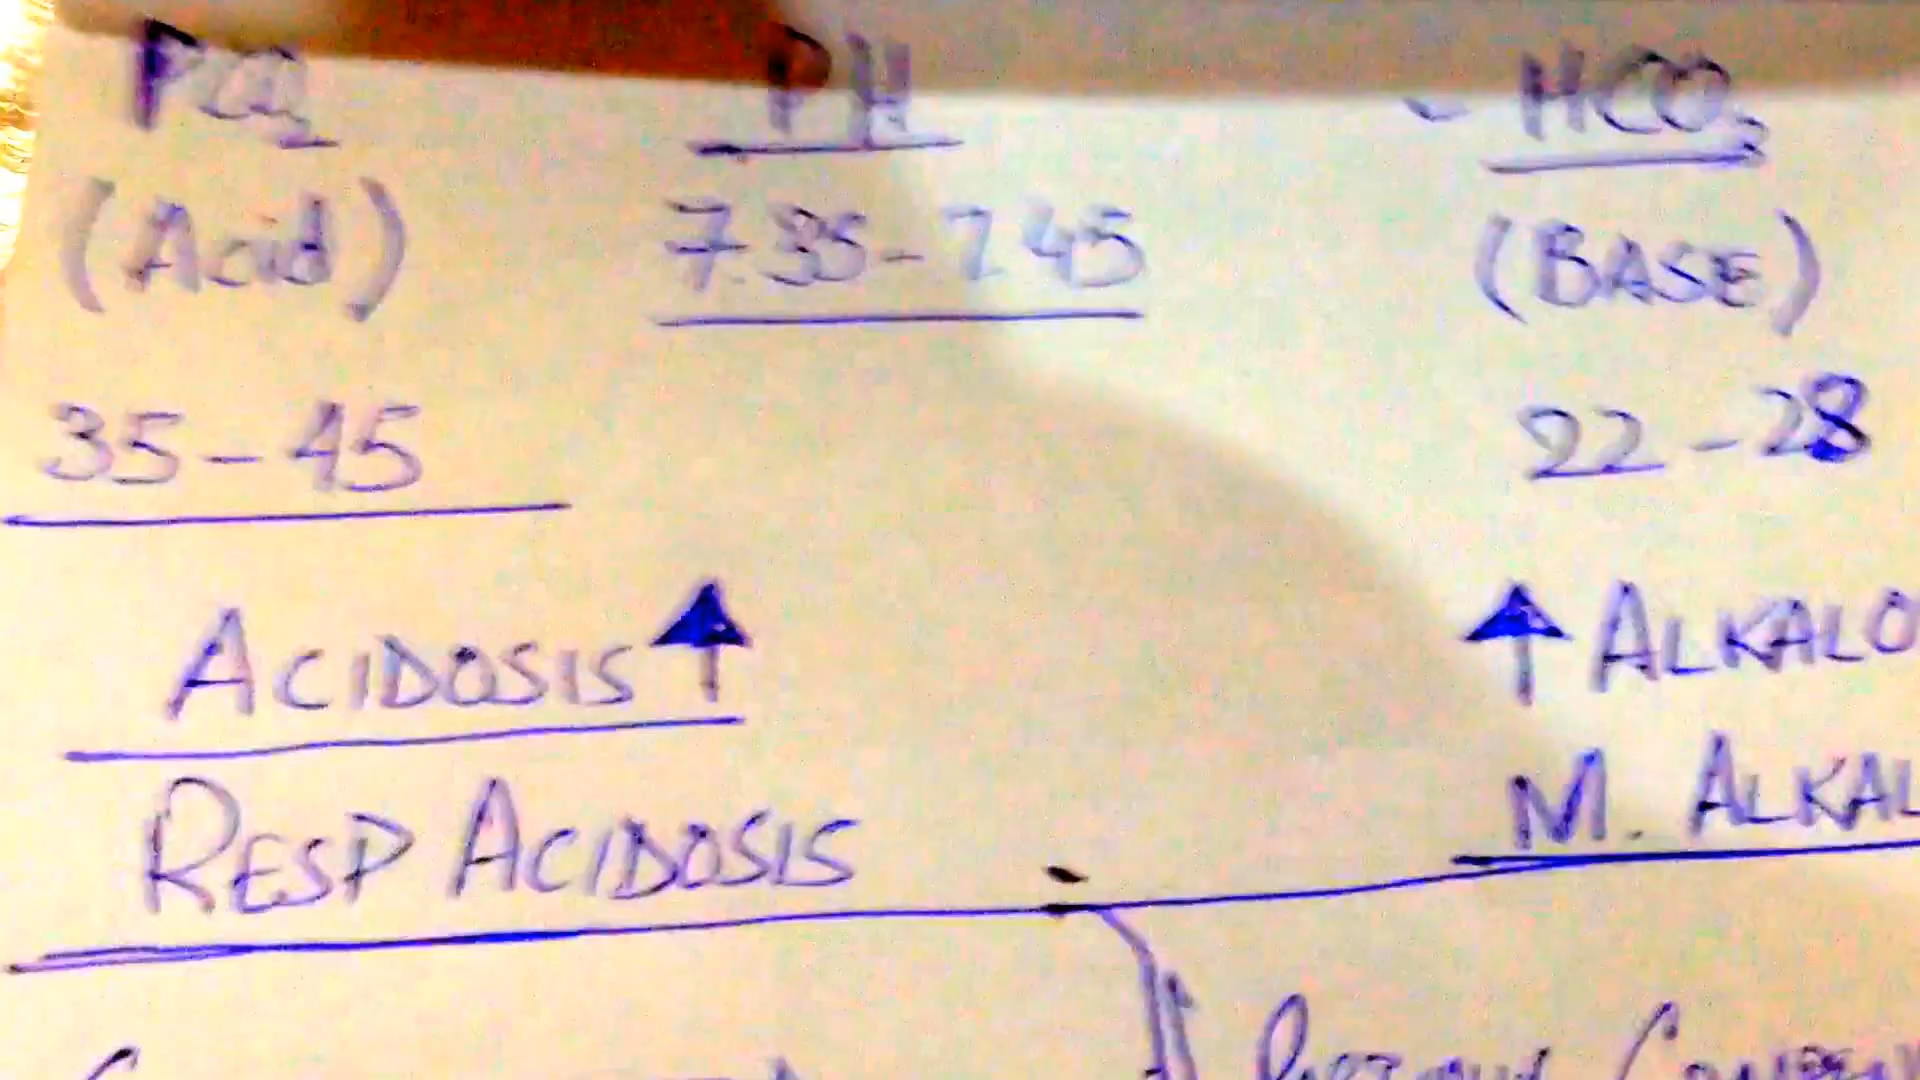 PCO₂ PH HCO₃
(Acid) 7.35-7.45 (BASE)
35-45 22-28
ACIDOSIS ↑ ↑ ALKALO
RESP ACIDOSIS M. ALKAL